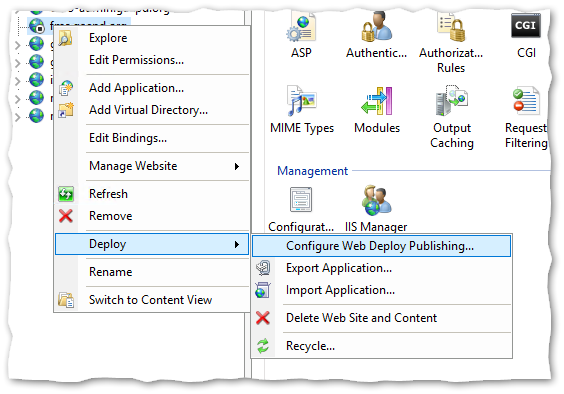 Explore
Edit Permissions...
Add Application...
Add Virtual Directory...
Edit Bindings...
Manage Website
Refresh
Remove
Deploy
Rename
Switch to Content View
ASP
Authentic...
Authorizat...
Rules
CGI
CGI
MIME Types
Modules
Output
Caching
Request
Filtering
Management
Configurat...
IIS Manager
Configure Web Deploy Publishing...
Export Application...
Import Application...
Delete Web Site and Content
Recycle...